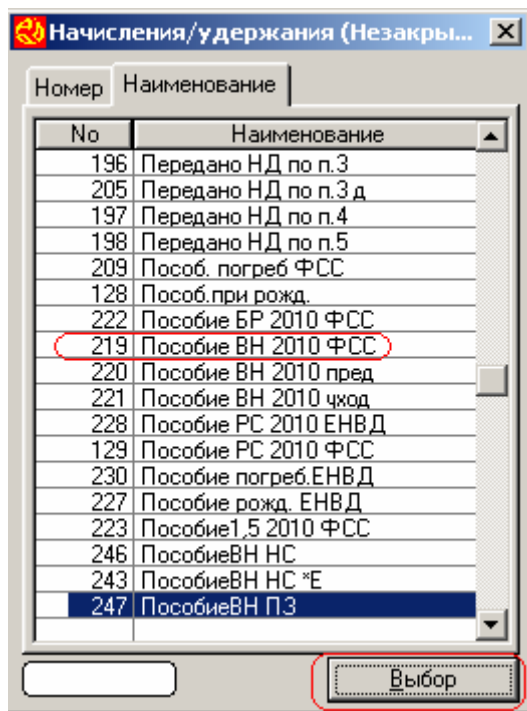 Начисления/удержания (Незакры...
Номер Наименование
No Наименование
196 Передано НД по п.3
205 Передано НД по п.3 д
197 Передано НД по п.4
198 Передано НД по п.5
209 Пособ. погреб ФСС
128 Пособ.при рожд.
222 Пособие БР 2010 ФСС
219 Пособие ВН 2010 ФСС
220 Пособие ВН 2010 пред
221 Пособие ВН 2010 чход
228 Пособие РС 2010 ЕНВД
129 Пособие РС 2010 ФСС
230 Пособие погреб.ЕНВД
227 Пособие рожд. ЕНВД
223 Пособие1,5 2010 ФСС
246 ПособиеВН НС
243 ПособиеВН НС *Е
247 ПособиеВН ПЗ
Выбор